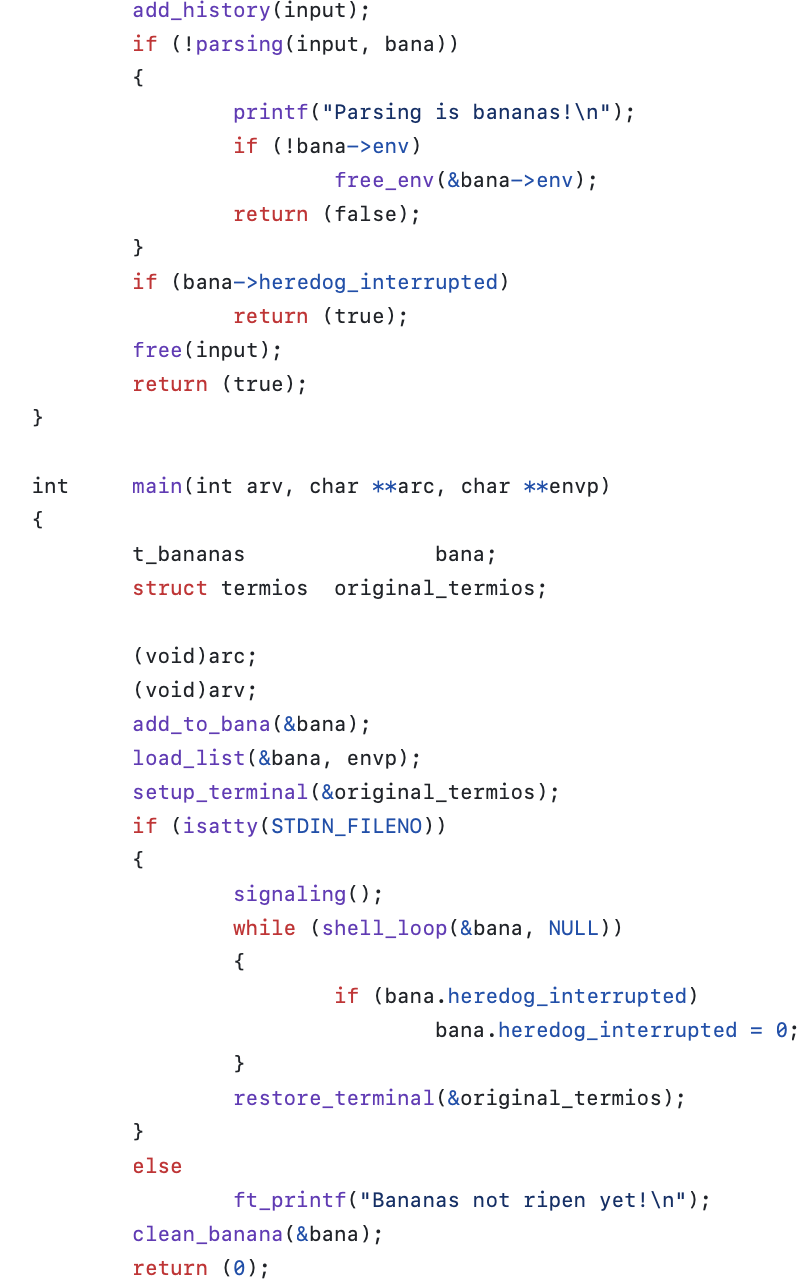 add_history(input);
if (!parsing(input, bana))
{
printf("Parsing is bananas!\n");
if (!bana->env)
free_env(&bana->env);
return (false);
}
if (bana->heredog_interrupted)
return (true);
free(input);
return (true);
}
int main(int arv, char **arc, char **envp)
{
t_bananas bana;
struct termios original_termios;
(void)arc;
(void)arv;
add_to_bana(&bana);
load_list(&bana, envp);
setup_terminal(&original_termios);
if (isatty(STDIN_FILENO))
{
signaling();
while (shell_loop(&bana, NULL))
{
if (bana.heredog_interrupted)
bana.heredog_interrupted = 0;
}
restore_terminal(&original_termios);
}
else
ft_printf("Bananas not ripen yet!\n");
clean_banana(&bana);
return (0);